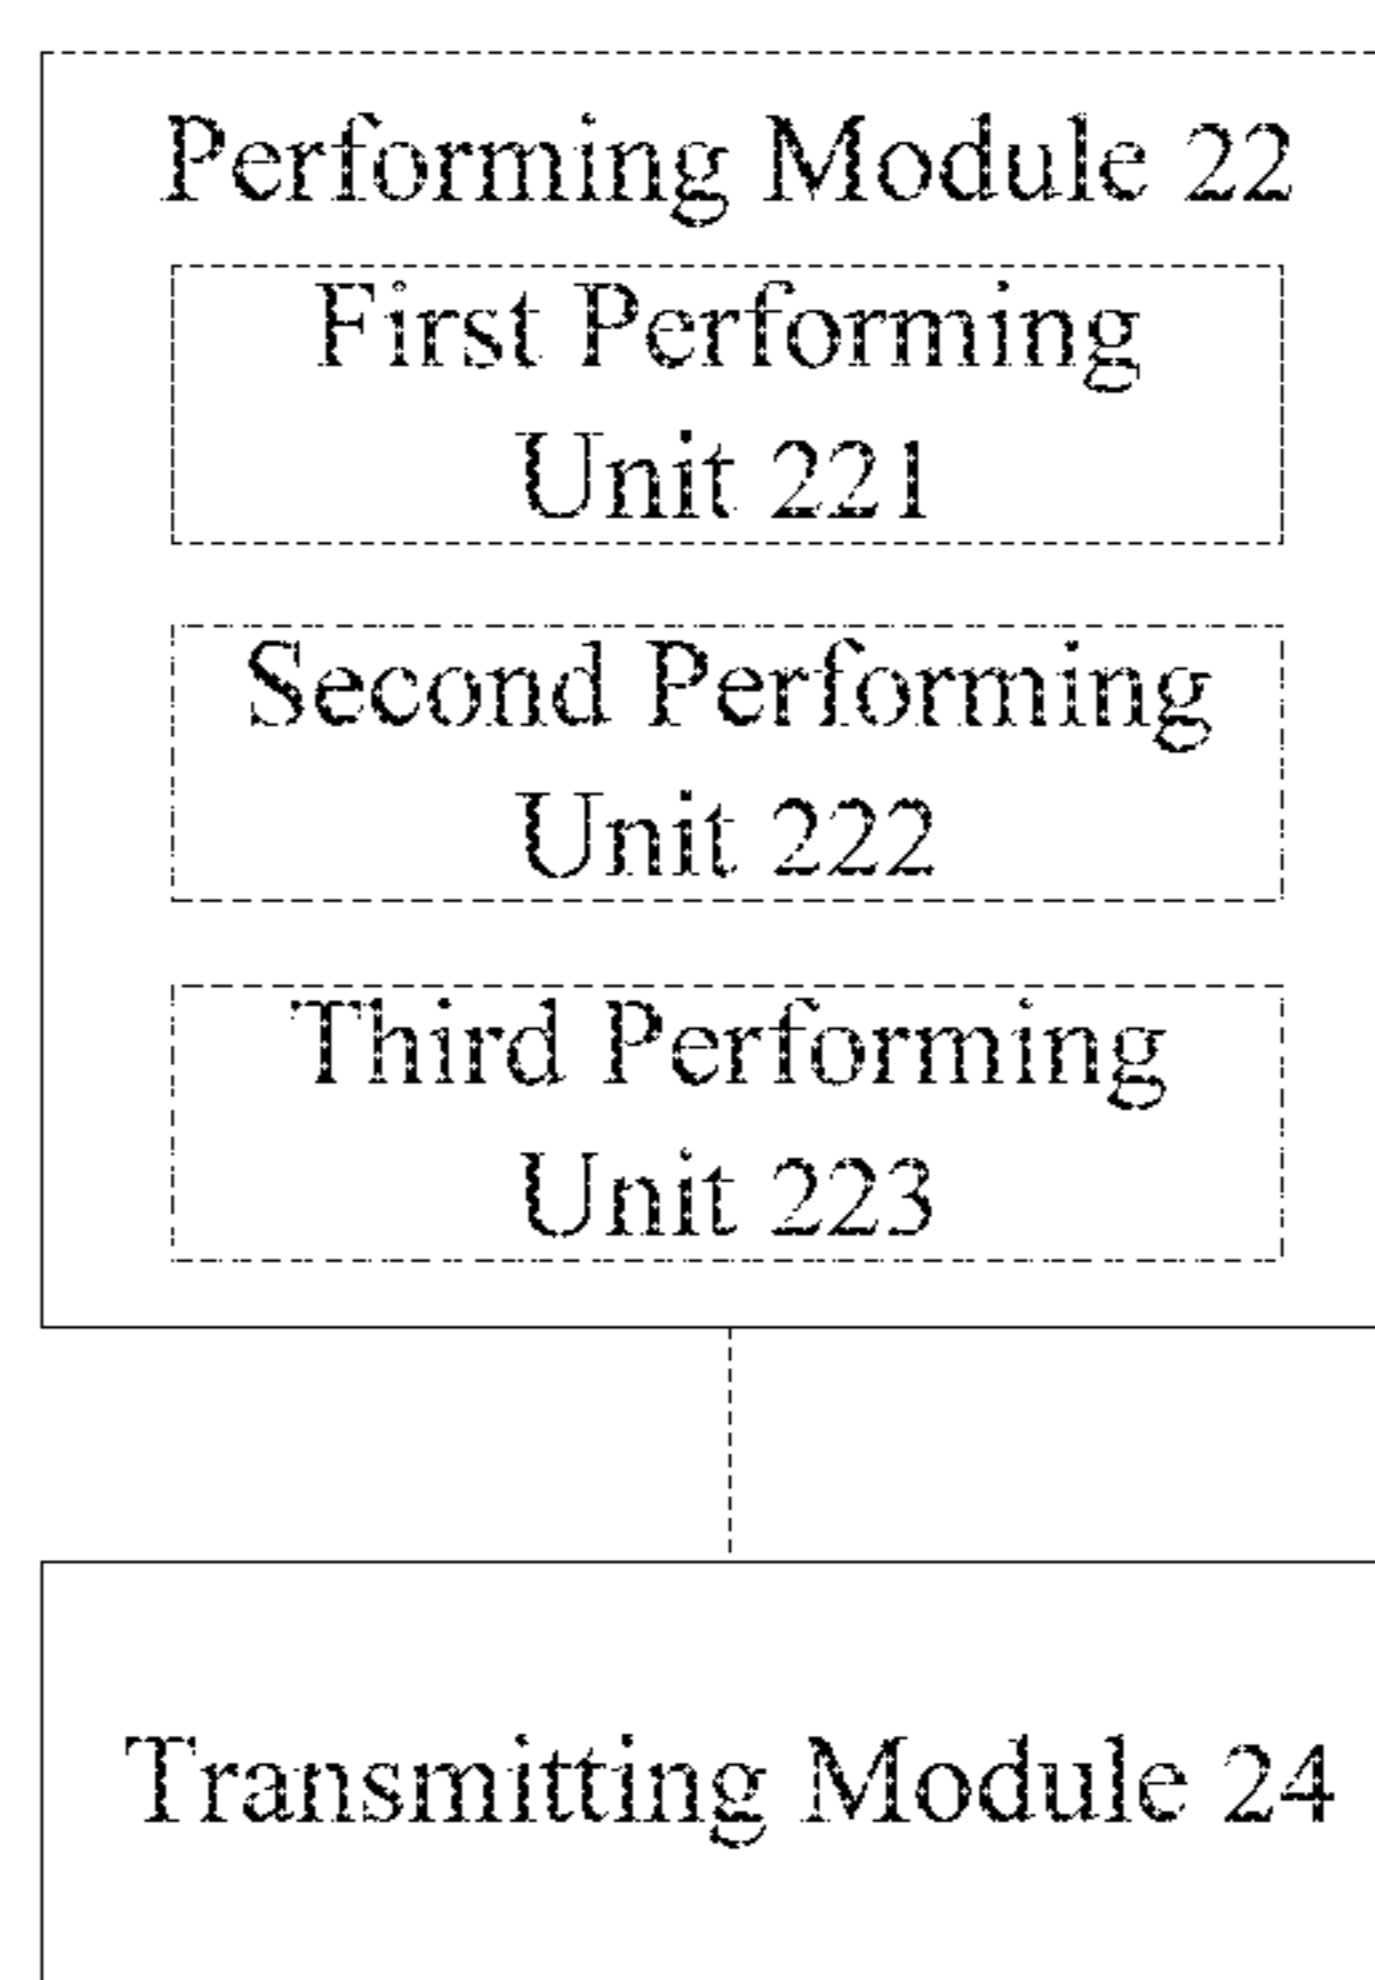 Performing Module 22
First Performing
Unit 221
Second Performing
Unit 222
Third Performing
Unit 223
Transmitting Module 24